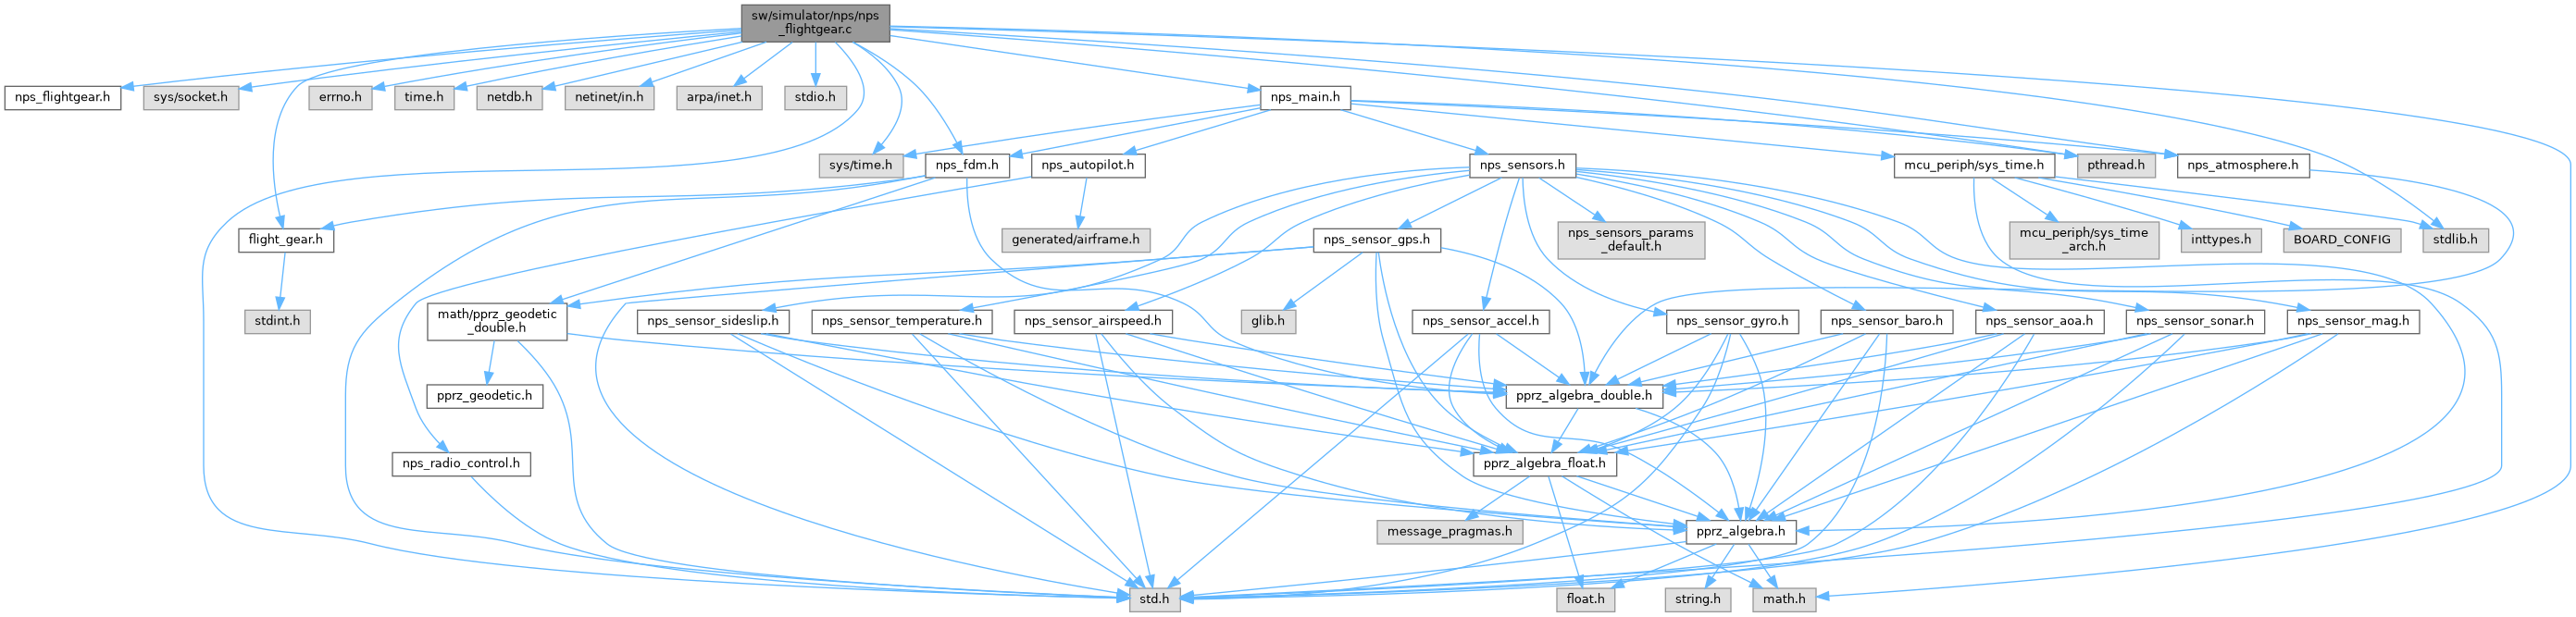 sw/simulator/nps/nps
_flightgear.c
nps_flightgear.h
sys/socket.h
errno.h
time.h
netdb.h
netinet/in.h
arpa/inet.h
stdio.h
nps_main.h
sys/time.h
nps_fdm.h
nps_autopilot.h
nps_sensors.h
mcu_periph/sys_time.h
pthread.h
nps_atmosphere.h
flight_gear.h
generated/airframe.h
nps_sensor_gps.h
nps_sensors_params
_default.h
mcu_periph/sys_time
_arch.h
inttypes.h
BOARD_CONFIG
stdlib.h
stdint.h
math/pprz_geodetic
_double.h
nps_sensor_sideslip.h
nps_sensor_temperature.h
nps_sensor_airspeed.h
glib.h
nps_sensor_accel.h
nps_sensor_gyro.h
nps_sensor_baro.h
nps_sensor_aoa.h
nps_sensor_sonar.h
nps_sensor_mag.h
pprz_geodetic.h
pprz_algebra_double.h
nps_radio_control.h
pprz_algebra_float.h
message_pragmas.h
pprz_algebra.h
std.h
float.h
string.h
math.h